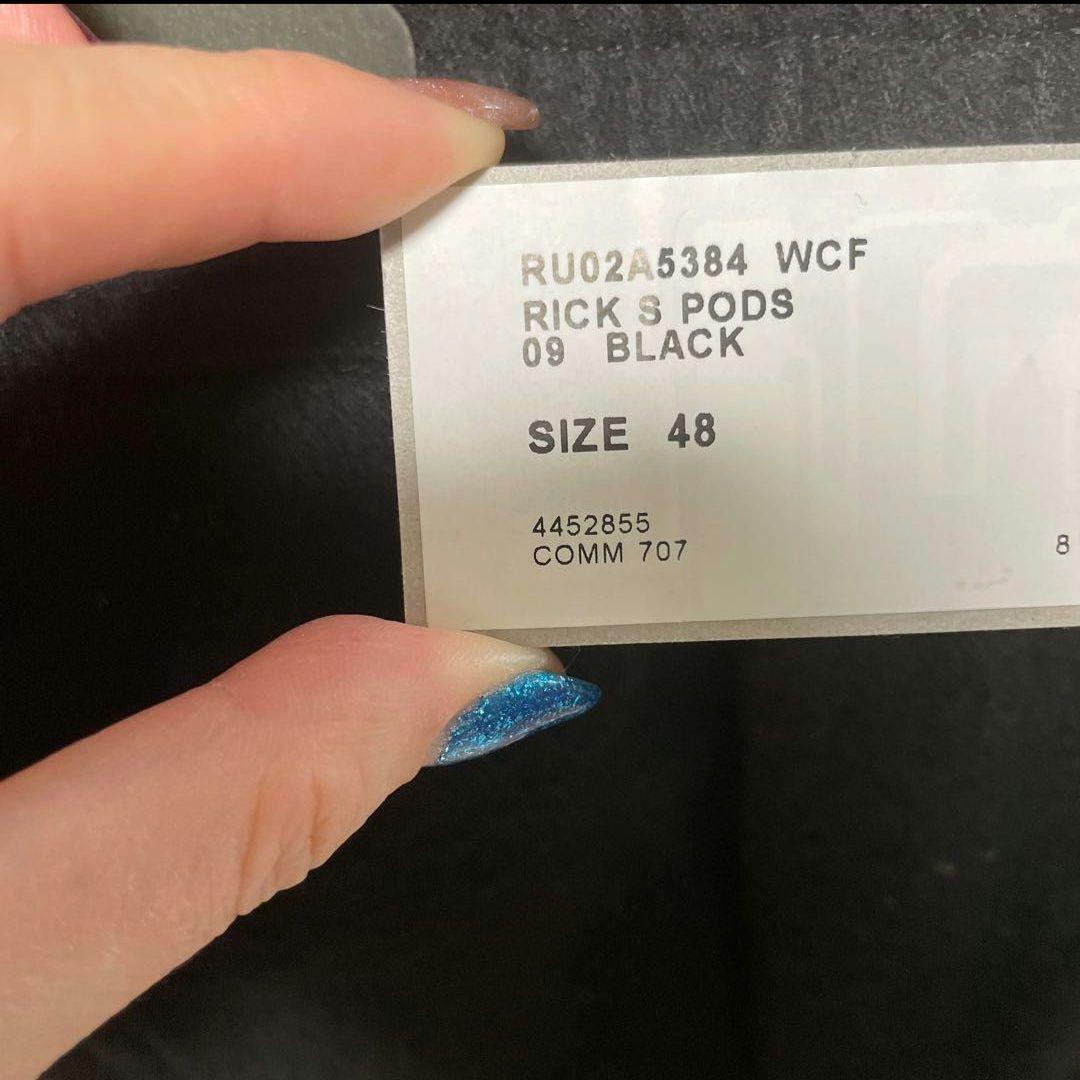 RU02A5384 WCF
RICK S PODS
09 BLACK
SIZE 48
4452855
COMM 707
8